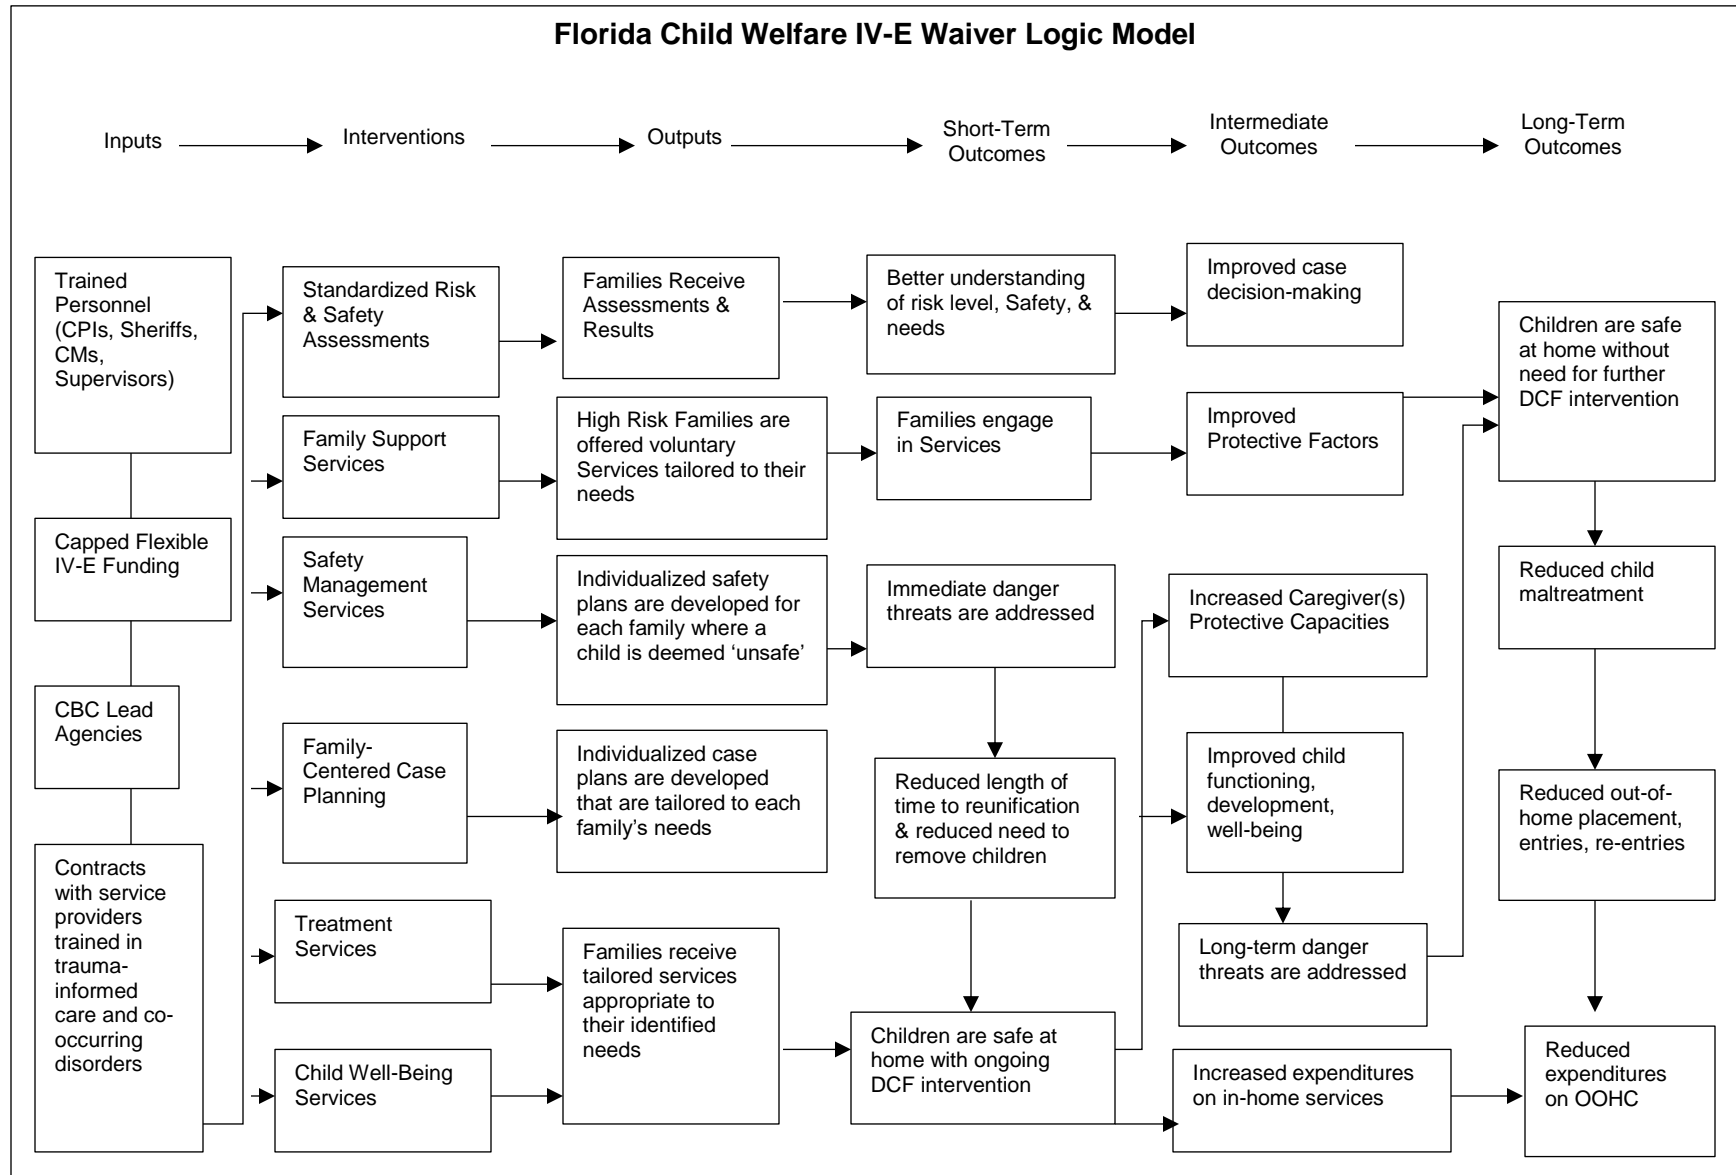 Florida Child Welfare IV-E Waiver Logic Model
Inputs
Interventions
Outputs
Short-Term
Outcomes
Intermediate
Outcomes
Long-Term
Outcomes
Trained
Personnel
(CPIs, Sheriffs,
CMs,
Supervisors)
Capped Flexible
IV-E Funding
CBC Lead
Agencies
Contracts
with service
providers
trained in
trauma-
informed
care and co-
occurring
disorders
Standardized Risk
& Safety
Assessments
Family Support
Services
Safety
Management
Services
Family-
Centered Case
Planning
Treatment
Services
Child Well-Being
Services
Families Receive
Assessments &
Results
High Risk Families are
offered voluntary
Services tailored to their
needs
Individualized safety
plans are developed for
each family where a
child is deemed ‘unsafe’
Individualized case
plans are developed
that are tailored to each
family’s needs
Families receive
tailored services
appropriate to
their identified
needs
Better understanding
of risk level, Safety, &
needs
Families engage
in Services
Immediate danger
threats are addressed
Reduced length of
time to reunification
& reduced need to
remove children
Children are safe at
home with ongoing
DCF intervention
Improved case
decision-making
Improved
Protective Factors
Increased Caregiver(s)
Protective Capacities
Improved child
functioning,
development,
well-being
Long-term danger
threats are addressed
Increased expenditures
on in-home services
Children are safe
at home without
need for further
DCF intervention
Reduced child
maltreatment
Reduced out-of-
home placement,
entries, re-entries
Reduced
expenditures
on OOHC